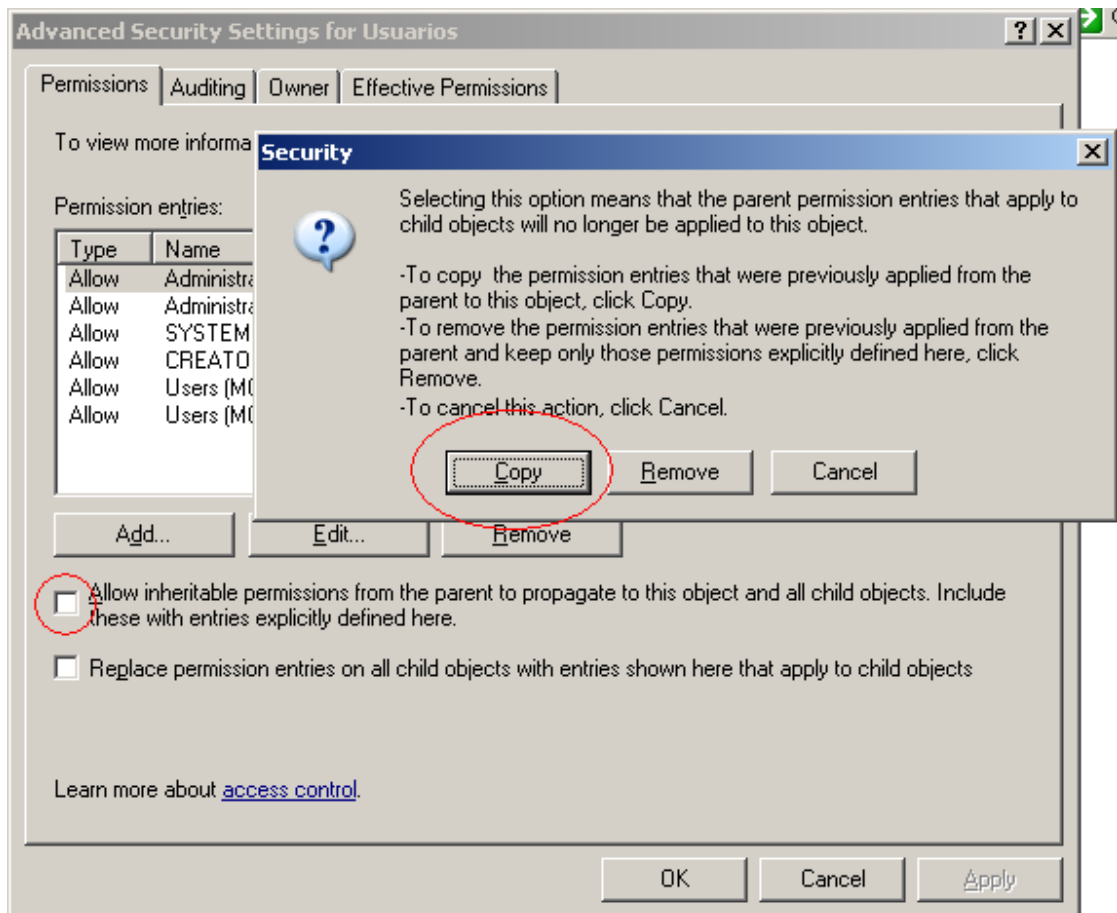 Advanced Security Settings for Usuarios
Permissions Auditing Owner Effective Permissions
To view more informa
Security
Selecting this option means that the parent permission entries that apply to
child objects will no longer be applied to this object.
-To copy the permission entries that were previously applied from the
parent to this object, click Copy.
-To remove the permission entries that were previously applied from the
parent and keep only those permissions explicitly defined here, click
Remove.
-To cancel this action, click Cancel.
Copy Remove Cancel
Permission entries:
Type Name
Allow Administra
Allow Administra
Allow SYSTEM
Allow CREATO
Allow Users (MO
Allow Users (MO
Add... Edit... Remove
Allow inheritable permissions from the parent to propagate to this object and all child objects. Include
these with entries explicitly defined here.
Replace permission entries on all child objects with entries shown here that apply to child objects
Learn more about access control.
OK Cancel Apply